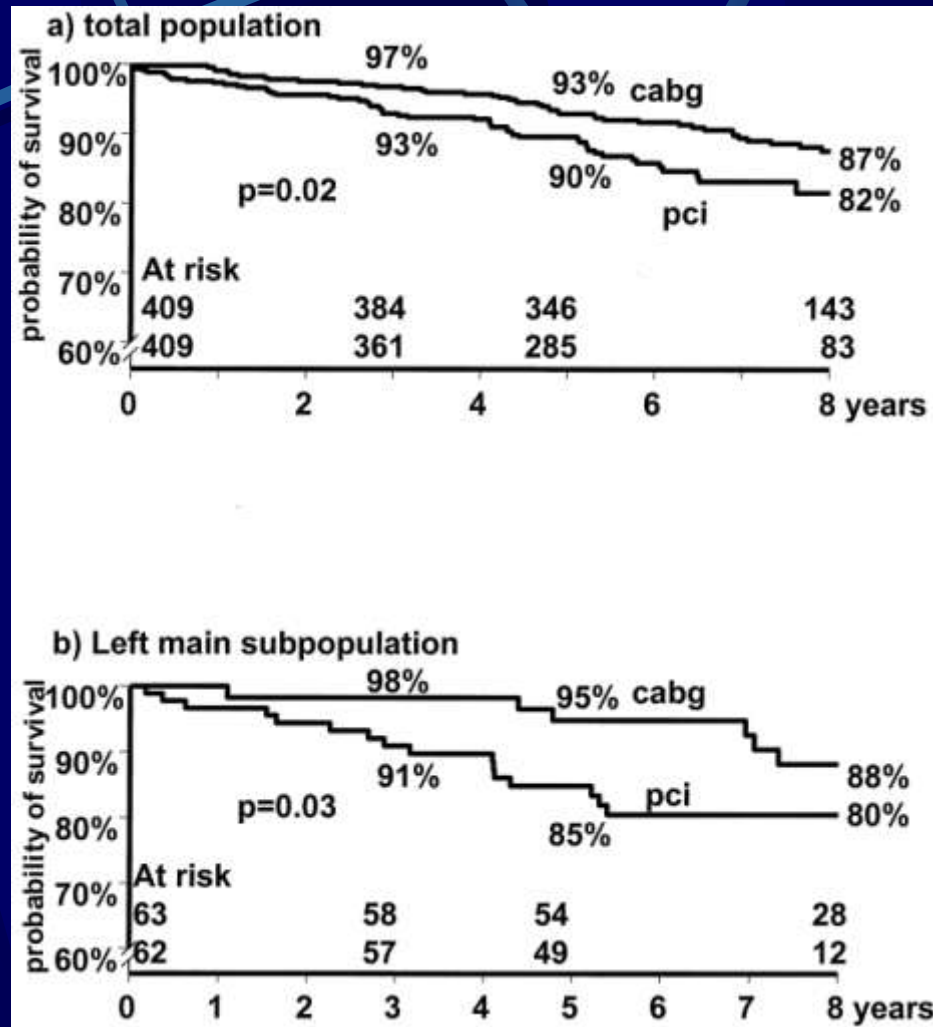 a) total population
probability of survival
100%
90%
80%
70%
60%
97%
93%
cabg
87%
93%
90%
82%
pci
p=0.02
At risk
409 384 346 143
409 361 285 83
0 2 4 6 8 years
b) Left main subpopulation
probability of survival
100%
90%
80%
70%
60%
98%
95%
cabg
88%
91%
85%
pci
80%
p=0.03
At risk
63 58 54 28
62 57 49 12
0 1 2 3 4 5 6 7 8 years